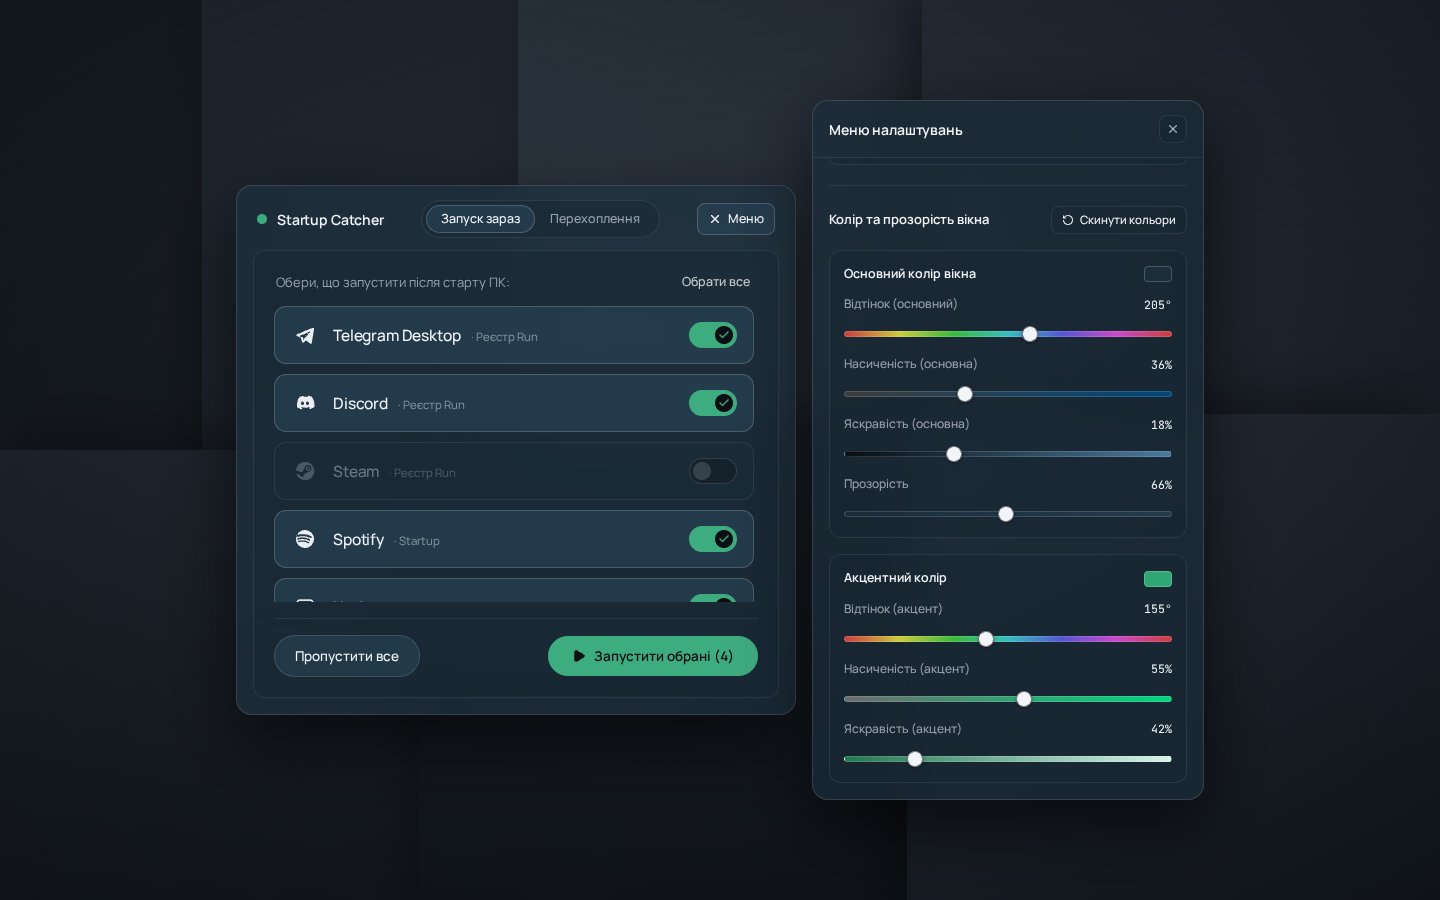 Startup Catcher
Запуск зараз
Перехоплення
Меню
Обери, що запустити після старту ПК:
Обрати все
Telegram Desktop · Реєстр Run
Discord · Реєстр Run
Steam · Реєстр Run
Spotify · Startup
Пропустити все
Запустити обрані (4)
Меню налаштувань
Колір та прозорість вікна
Скинути кольори
Основний колір вікна
Відтінок (основний) 205°
Насиченість (основна) 36%
Яскравість (основна) 18%
Прозорість 66%
Акцентний колір
Відтінок (акцент) 155°
Насиченість (акцент) 55%
Яскравість (акцент) 42%